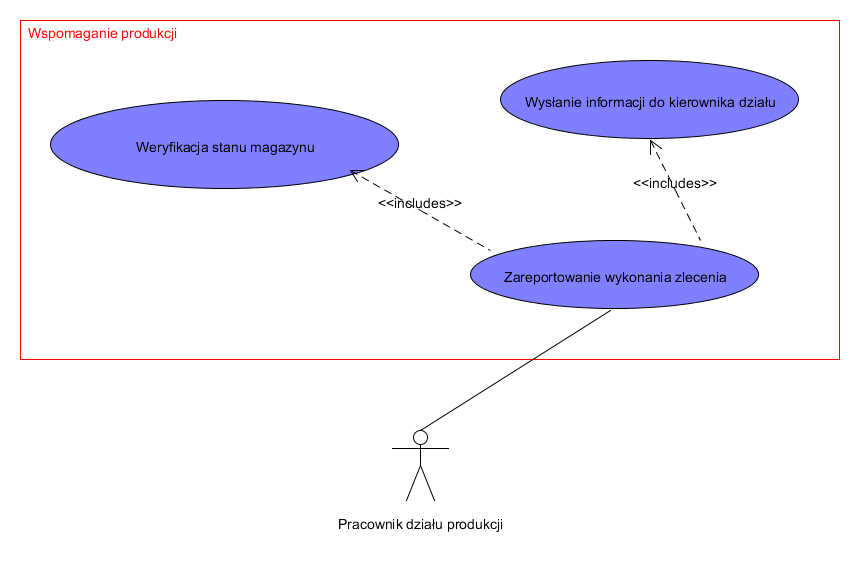 Wspomaganie produkcji
Wysłanie informacji do kierownika działu
Weryfikacja stanu magazynu
<<includes>>
<<includes>>
Zareportowanie wykonania zlecenia
Pracownik działu produkcji